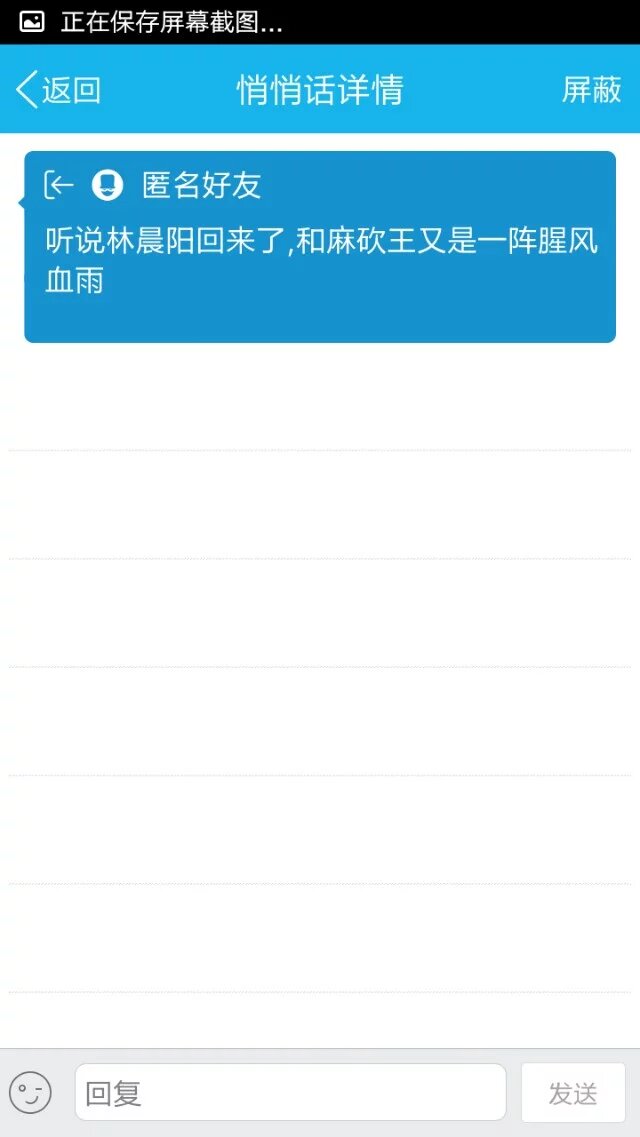 正在保存屏幕截图...
返回 悄悄话详情 屏蔽
匿名好友
听说林晨阳回来了,和麻砍王又是一阵腥风
血雨
回复 发送